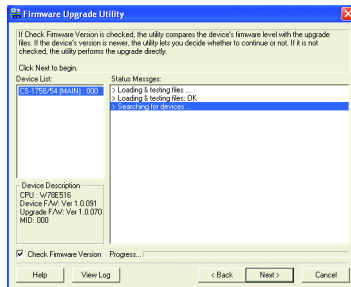 Firmware Upgrade Utility
If Check Firmware Version is checked, the utility compares the device's firmware level with the upgrade
files. If the device's version is newer, the utility lets you decide whether to continue or not. If it is not
checked, the utility performs the upgrade directly.
Click Next to begin.
Device List:
Status Messges:
CS-1758/54 [MAIN] : 000
> Loading & testing files ...
> Loading & testing files: OK
> Searching for devices ...
Device Description
CPU : W78E516
Device F/W: Ver 1.0.091
Upgrade F/W: Ver 1.0.070
MID: 000
Check Firmware Version
Progress...
Help
View Log
< Back
Next >
Cancel